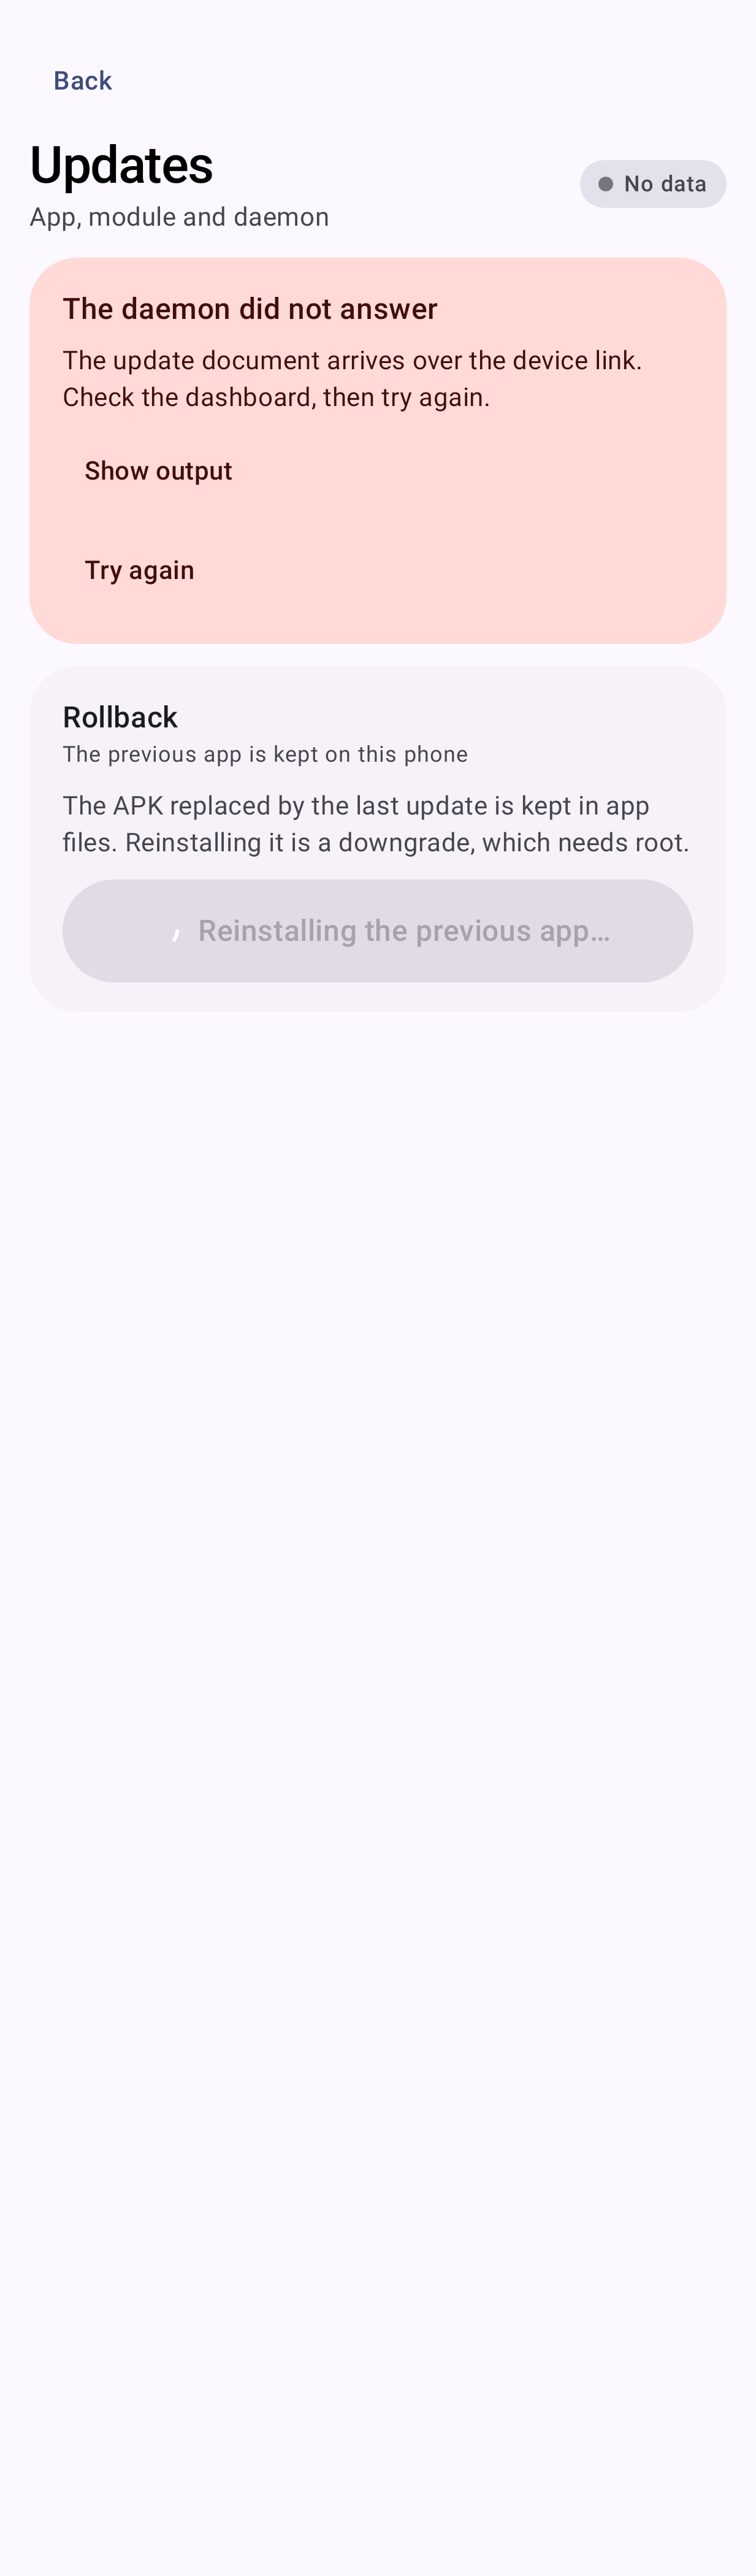 Back
Updates
App, module and daemon
No data
The daemon did not answer
The update document arrives over the device link.
Check the dashboard, then try again.
Show output
Try again
Rollback
The previous app is kept on this phone
The APK replaced by the last update is kept in app
files. Reinstalling it is a downgrade, which needs root.
Reinstalling the previous app…